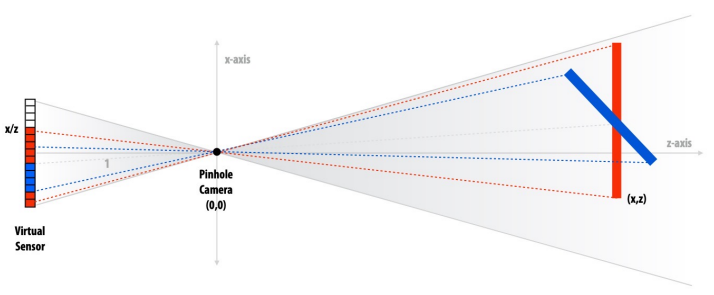 x-axis
x/z
z-axis
1
Pinhole
Camera
(0,0)
(x,z)
Virtual
Sensor